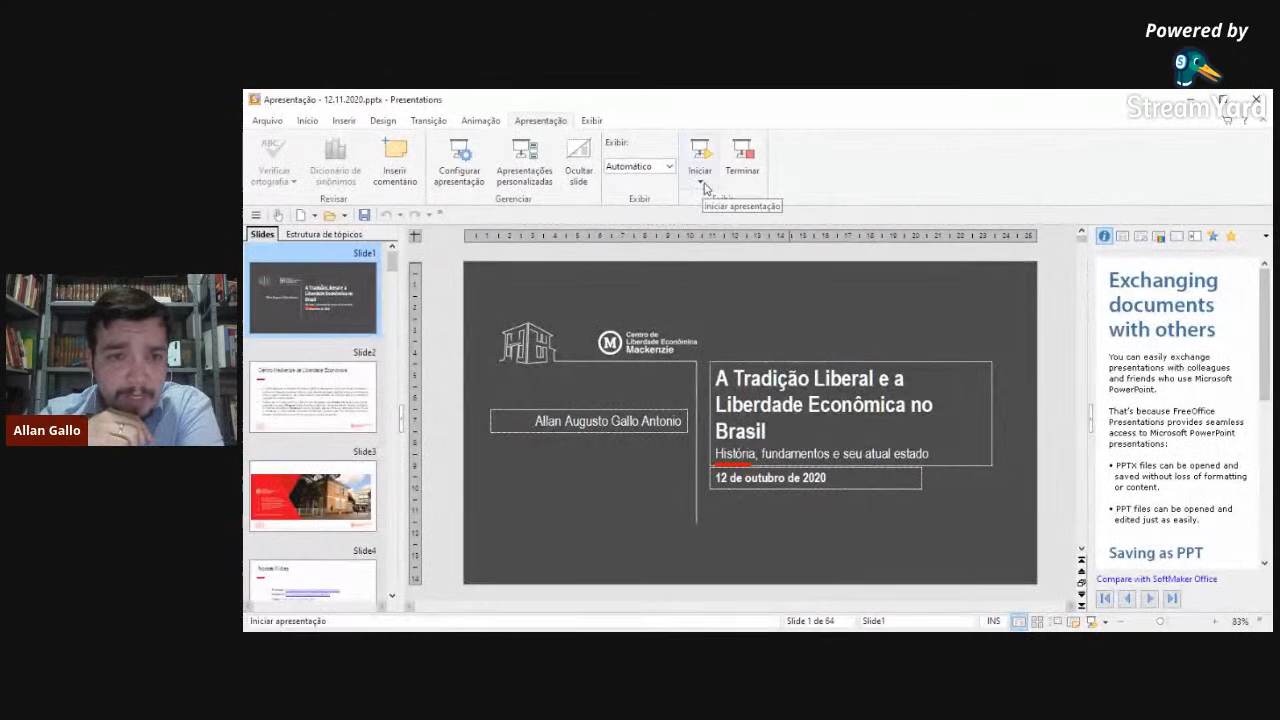 Powered by
StreamYard
Apresentação - 12.11.2020.pptx - Presentations
Arquivo Início Inserir Design Transição Animação Apresentação Exibir
ABC
Verificar ortografia
Dicionário de sinônimos
Inserir comentário
Configurar apresentação
Apresentações personalizadas
Ocultar slide
Exibir:
Automático
Iniciar
Terminar
Revisar
Gerenciar
Exibir
Iniciar apresentação
Slides Estrutura de tópicos
Slide1
Slide2
Centro Mackenzie de Liberdade Econômica
Slide3
Slide4
Allan Gallo
Centro de
Liberdade Econômica
Mackenzie
A Tradição Liberal e a
Liberdade Econômica no
Brasil
História, fundamentos e seu atual estado
12 de outubro de 2020
Allan Augusto Gallo Antonio
Exchanging
documents
with others
You can easily exchange
presentations with colleagues
and friends who use Microsoft
PowerPoint.
That's because FreeOffice
Presentations provides seamless
access to Microsoft PowerPoint
presentations:
• PPTX files can be opened and
saved without loss of formatting
or content.
• PPT files can be opened and
edited just as easily.
Saving as PPT
Compare with SoftMaker Office
Iniciar apresentação
Slide 1 de 64
Slide1
INS
83%